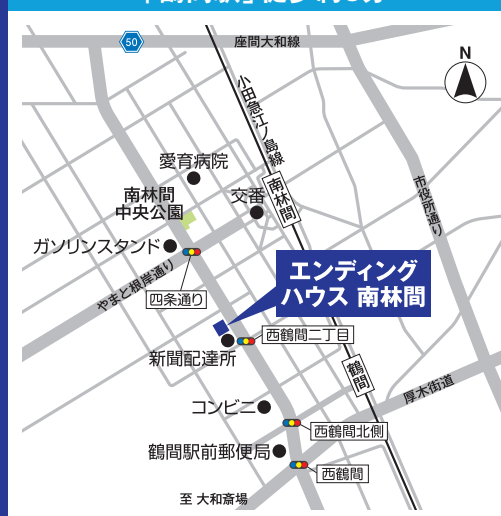 50
座間大和線
N
小田急江ノ島線
愛育病院
南林間
中央公園
交番
南林間
市役所通り
ガソリンスタンド
やまと根岸通り
四条通り
エンディング
ハウス 南林間
西鶴間二丁目
新聞配達所
鶴間
厚木街道
コンビニ
西鶴間北側
鶴間駅前郵便局
西鶴間
至 大和斎場